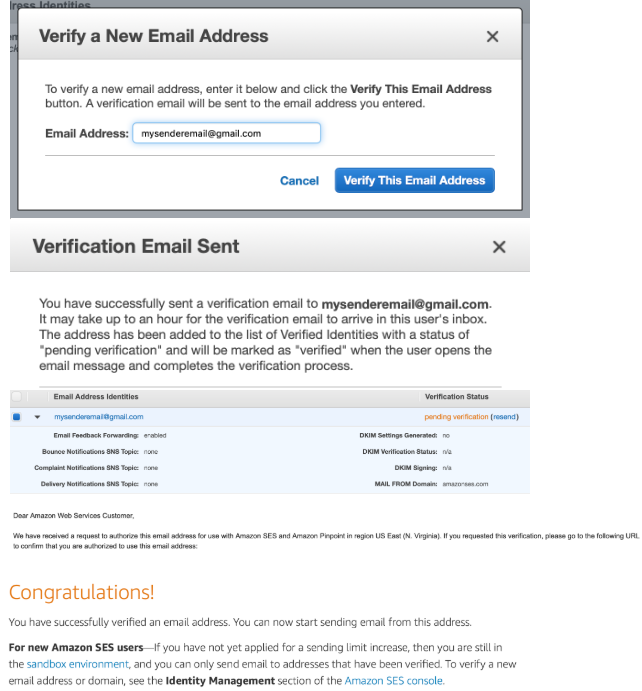 ress Identities
Verify a New Email Address
To verify a new email address, enter it below and click the Verify This Email Address
button. A verification email will be sent to the email address you entered.
Email Address: mysenderemail@gmail.com
Cancel Verify This Email Address
Verification Email Sent
You have successfully sent a verification email to mysenderemail@gmail.com.
It may take up to an hour for the verification email to arrive in this user's inbox.
The address has been added to the list of Verified Identities with a status of
"pending verification" and will be marked as "verified" when the user opens the
email message and completes the verification process.
Email Address Identities Verification Status
mysenderemail@gmail.com pending verification (resend)
Email Feedback Forwarding: enabled DKIM Settings Generated: no
Bounce Notifications SNS Topic: none DKIM Verification Status: n/a
Complaint Notifications SNS Topic: none DKIM Signing: n/a
Delivery Notifications SNS Topic: none MAIL FROM Domain: amazonses.com
Dear Amazon Web Services Customer,
We have received a request to authorize this email address for use with Amazon SES and Amazon Pinpoint in region US East (N. Virginia). If you requested this verification, please go to the following URL
to confirm that you are authorized to use this email address:
Congratulations!
You have successfully verified an email address. You can now start sending email from this address.
For new Amazon SES users—If you have not yet applied for a sending limit increase, then you are still in
the sandbox environment, and you can only send email to addresses that have been verified. To verify a new
email address or domain, see the Identity Management section of the Amazon SES console.